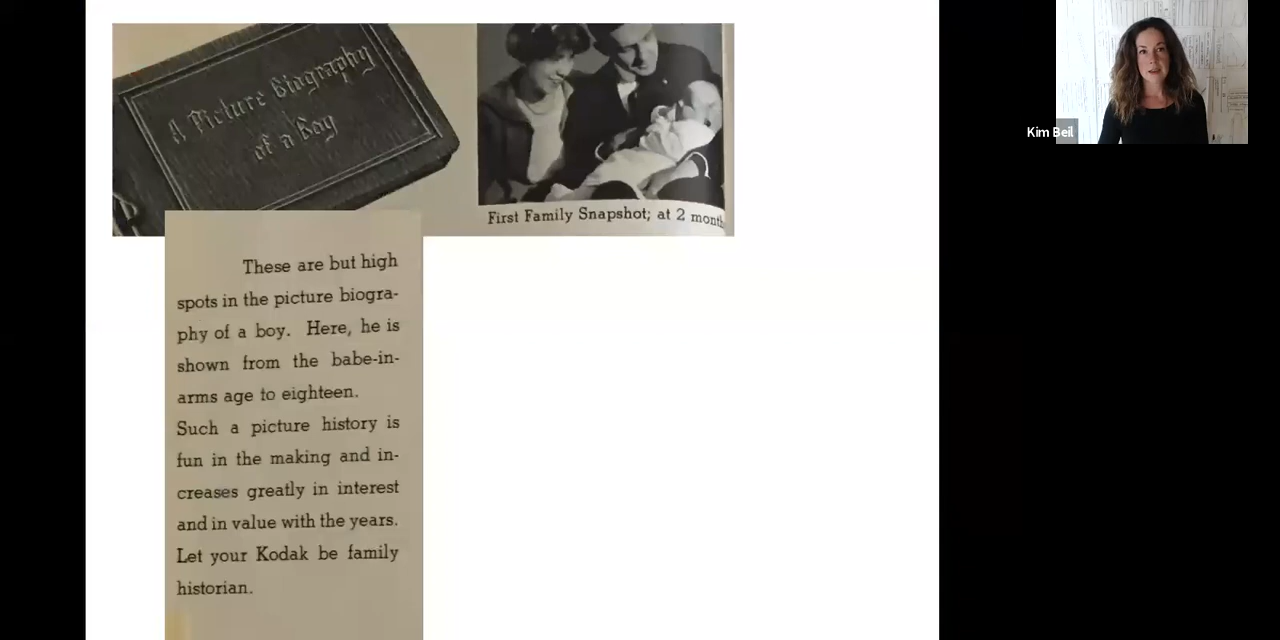 A Picture Biography
of a Boy
First Family Snapshot; at 2 month
Kim Beil
These are but high
spots in the picture biogra-
phy of a boy. Here, he is
shown from the babe-in-
arms age to eighteen.
Such a picture history is
fun in the making and in-
creases greatly in interest
and in value with the years.
Let your Kodak be family
historian.